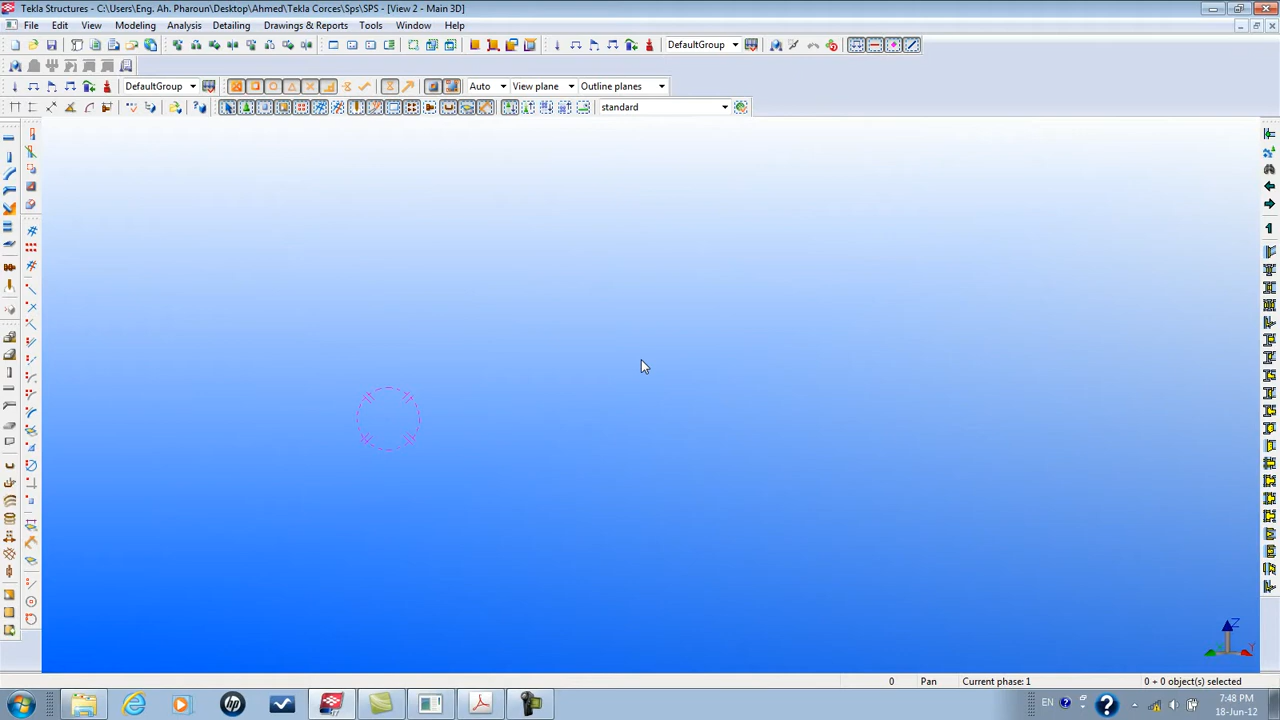 Tekla Structures - C:\Users\Eng. Ah. Pharoun\Desktop\Ahmed\Tekla Corces\Sps\SPS - [View 2 - Main 3D]
File Edit View Modeling Analysis Detailing Drawings & Reports Tools Window Help
DefaultGroup
DefaultGroup Auto View plane Outline planes
standard
Z
0 Pan Current phase: 1 0 + 0 object(s) selected
EN 7:48 PM
18-Jun-12